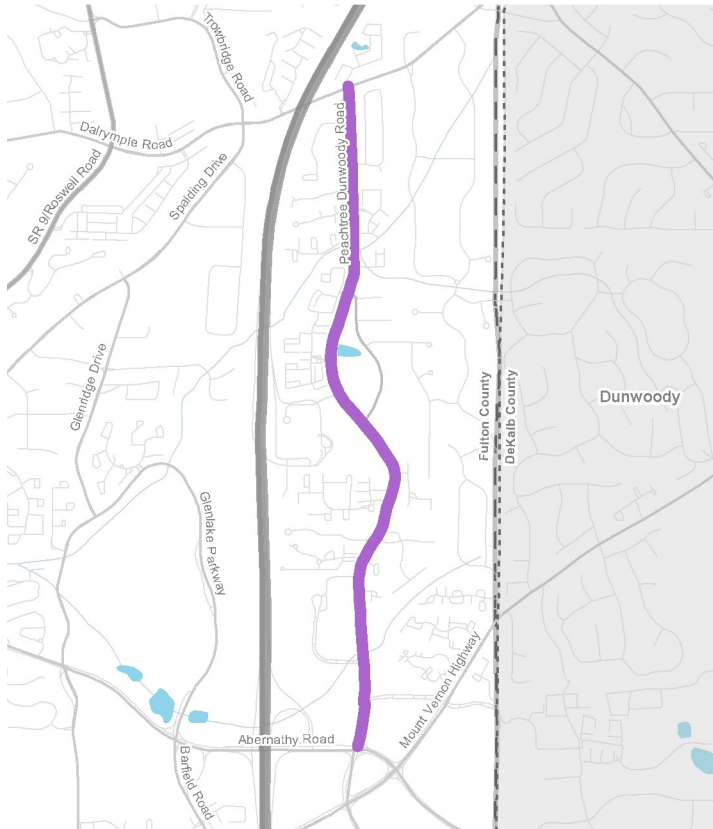 Trowbridge Road
Dalrymple Road
Peachtree Dunwoody Road
SR 9/Roswell Road
Spalding Drive
Glenridge Drive
Dunwoody
Fulton County
DeKalb County
Glenlake Parkway
Mount Vernon Highway
Abernathy Road
Barfield Road